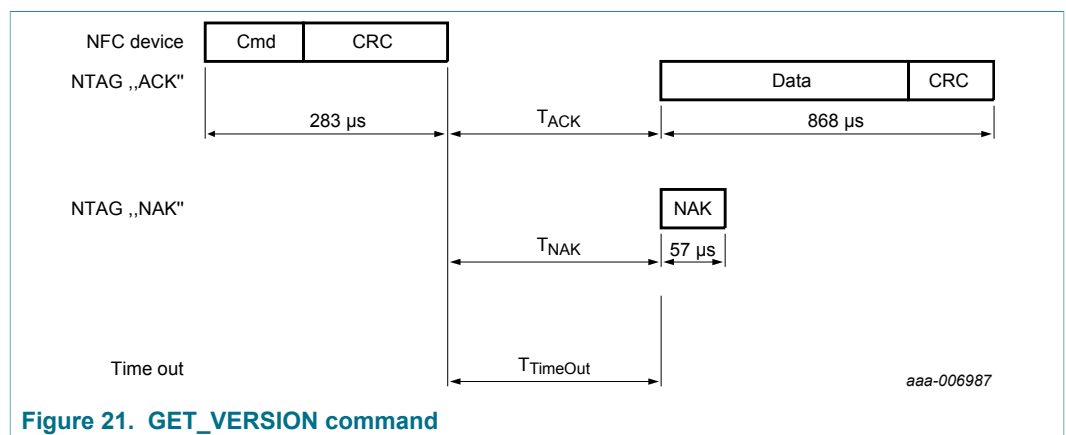 NFC device Cmd CRC
NTAG ,,ACK" Data CRC
283 µs TACK 868 µs
NTAG ,,NAK" NAK
TNAK 57 µs
Time out TTimeOut
aaa-006987
Figure 21. GET_VERSION command